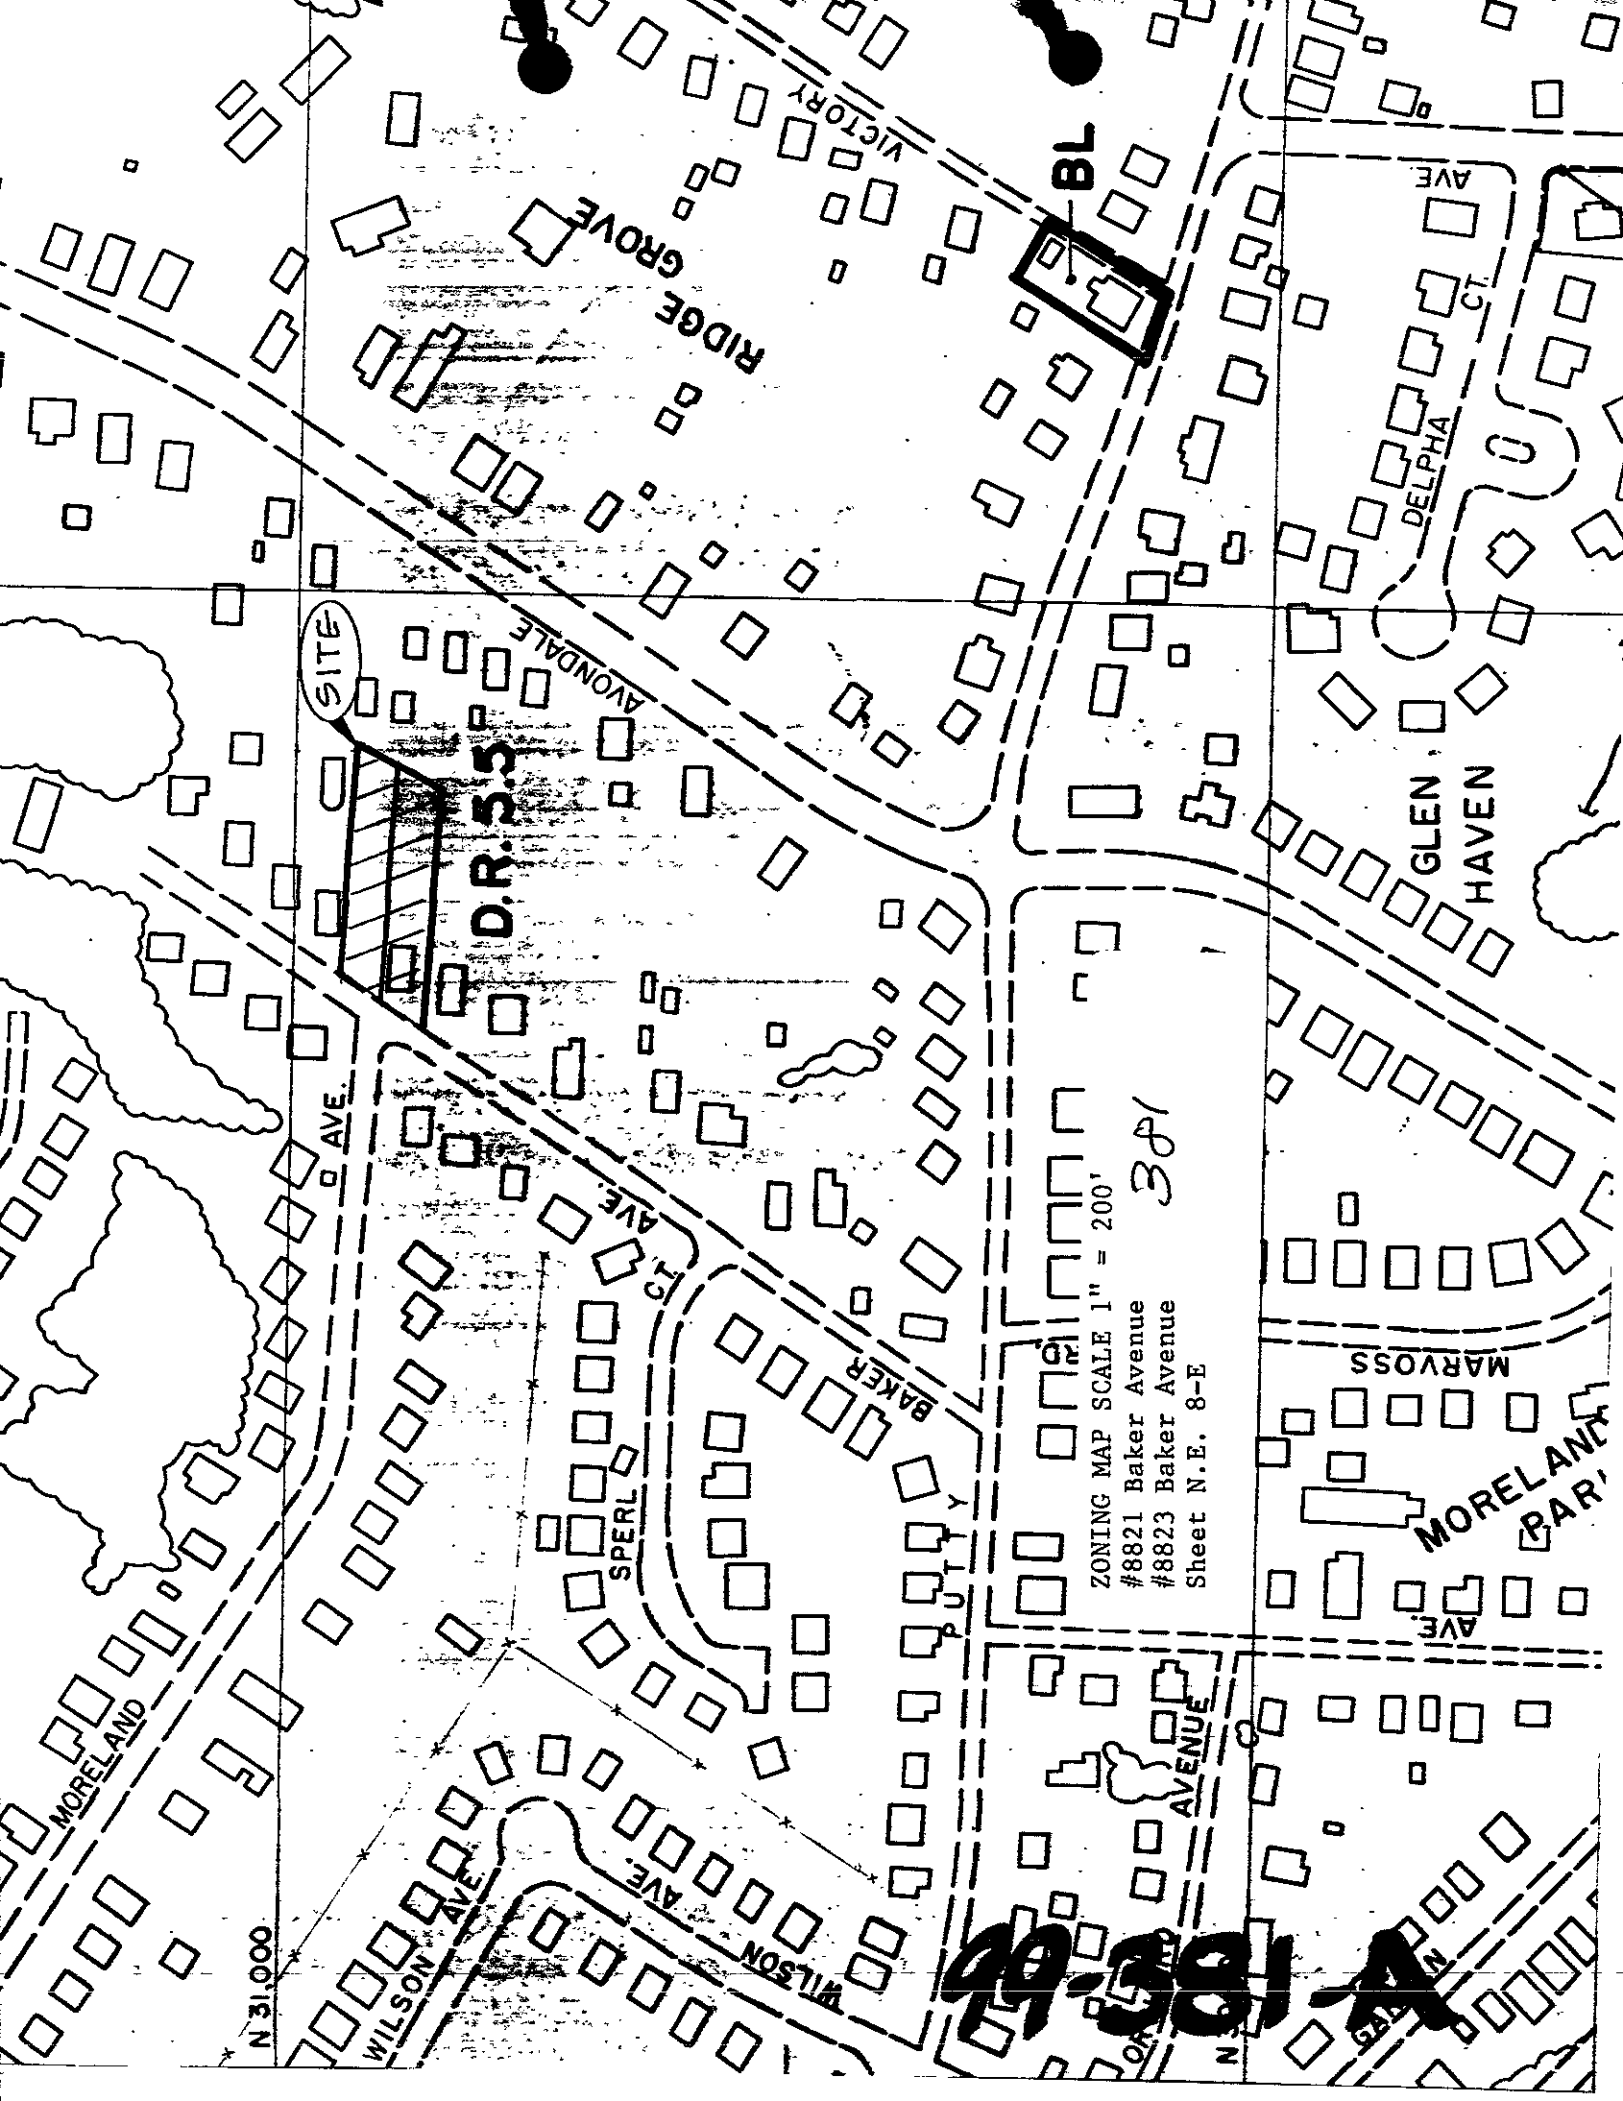 VICTORY
BL
AVE.
RIDGE GROVE
CT.
DELPHA
SITE
AVONDALE
D.R. 5.5
GLEN
HAVEN
AVE.
AVE.
CT.
381
ZONING MAP SCALE 1" = 200'
#8821 Baker Avenue
#8823 Baker Avenue
Sheet N.E. 8-E
RD.
BAKER
MARVOSS
SPERL
PUTTY
MORELAND
AVE.
MORELAND
AVENUE
AVE.
AVE.
WILSON
WILSON
N 31,000
99-381-A